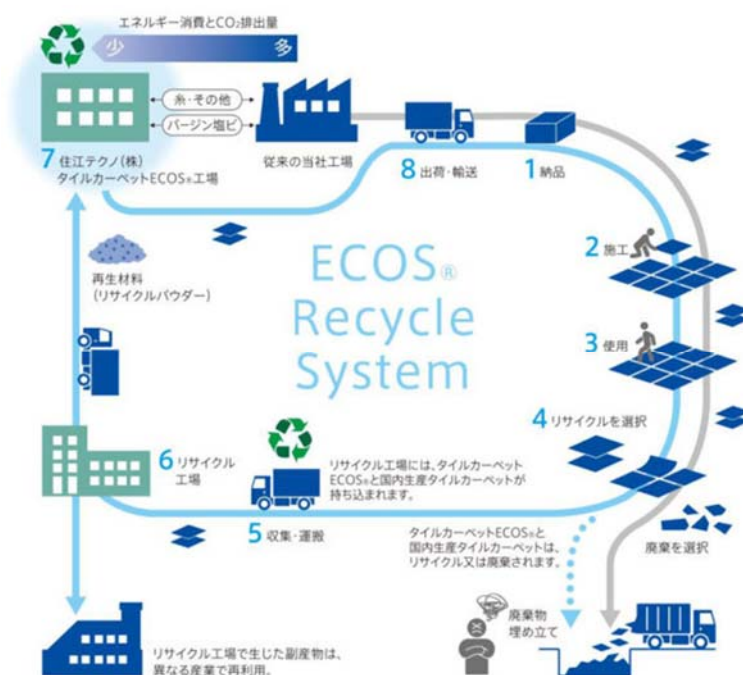 エネルギー消費とCO₂排出量
少 多
糸・その他
バージン塩ビ
7 住江テクノ(株)
タイルカーペットECOS®工場
従来の当社工場
8 出荷・輸送
1 納品
2 施工
再生材料
(リサイクルパウダー)
ECOS®
Recycle
System
3 使用
4 リサイクルを選択
6 リサイクル
工場
リサイクル工場には、タイルカーペット
ECOS®と国内生産タイルカーペットが
持ち込まれます。
5 収集・運搬
タイルカーペットECOS®と
国内生産タイルカーペットは、
リサイクル又は廃棄されます。
廃棄を選択
廃棄物
埋め立て
リサイクル工場で生じた副産物は、
異なる産業で再利用。